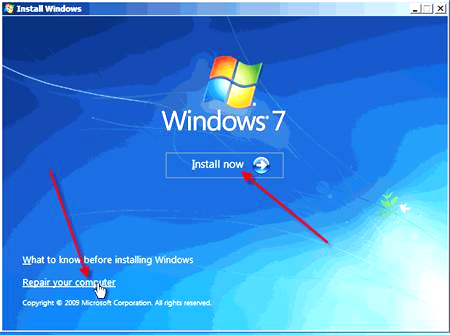 Install Windows
Windows 7
Install now
What to know before installing Windows
Repair your computer
Copyright © 2009 Microsoft Corporation. All rights reserved.